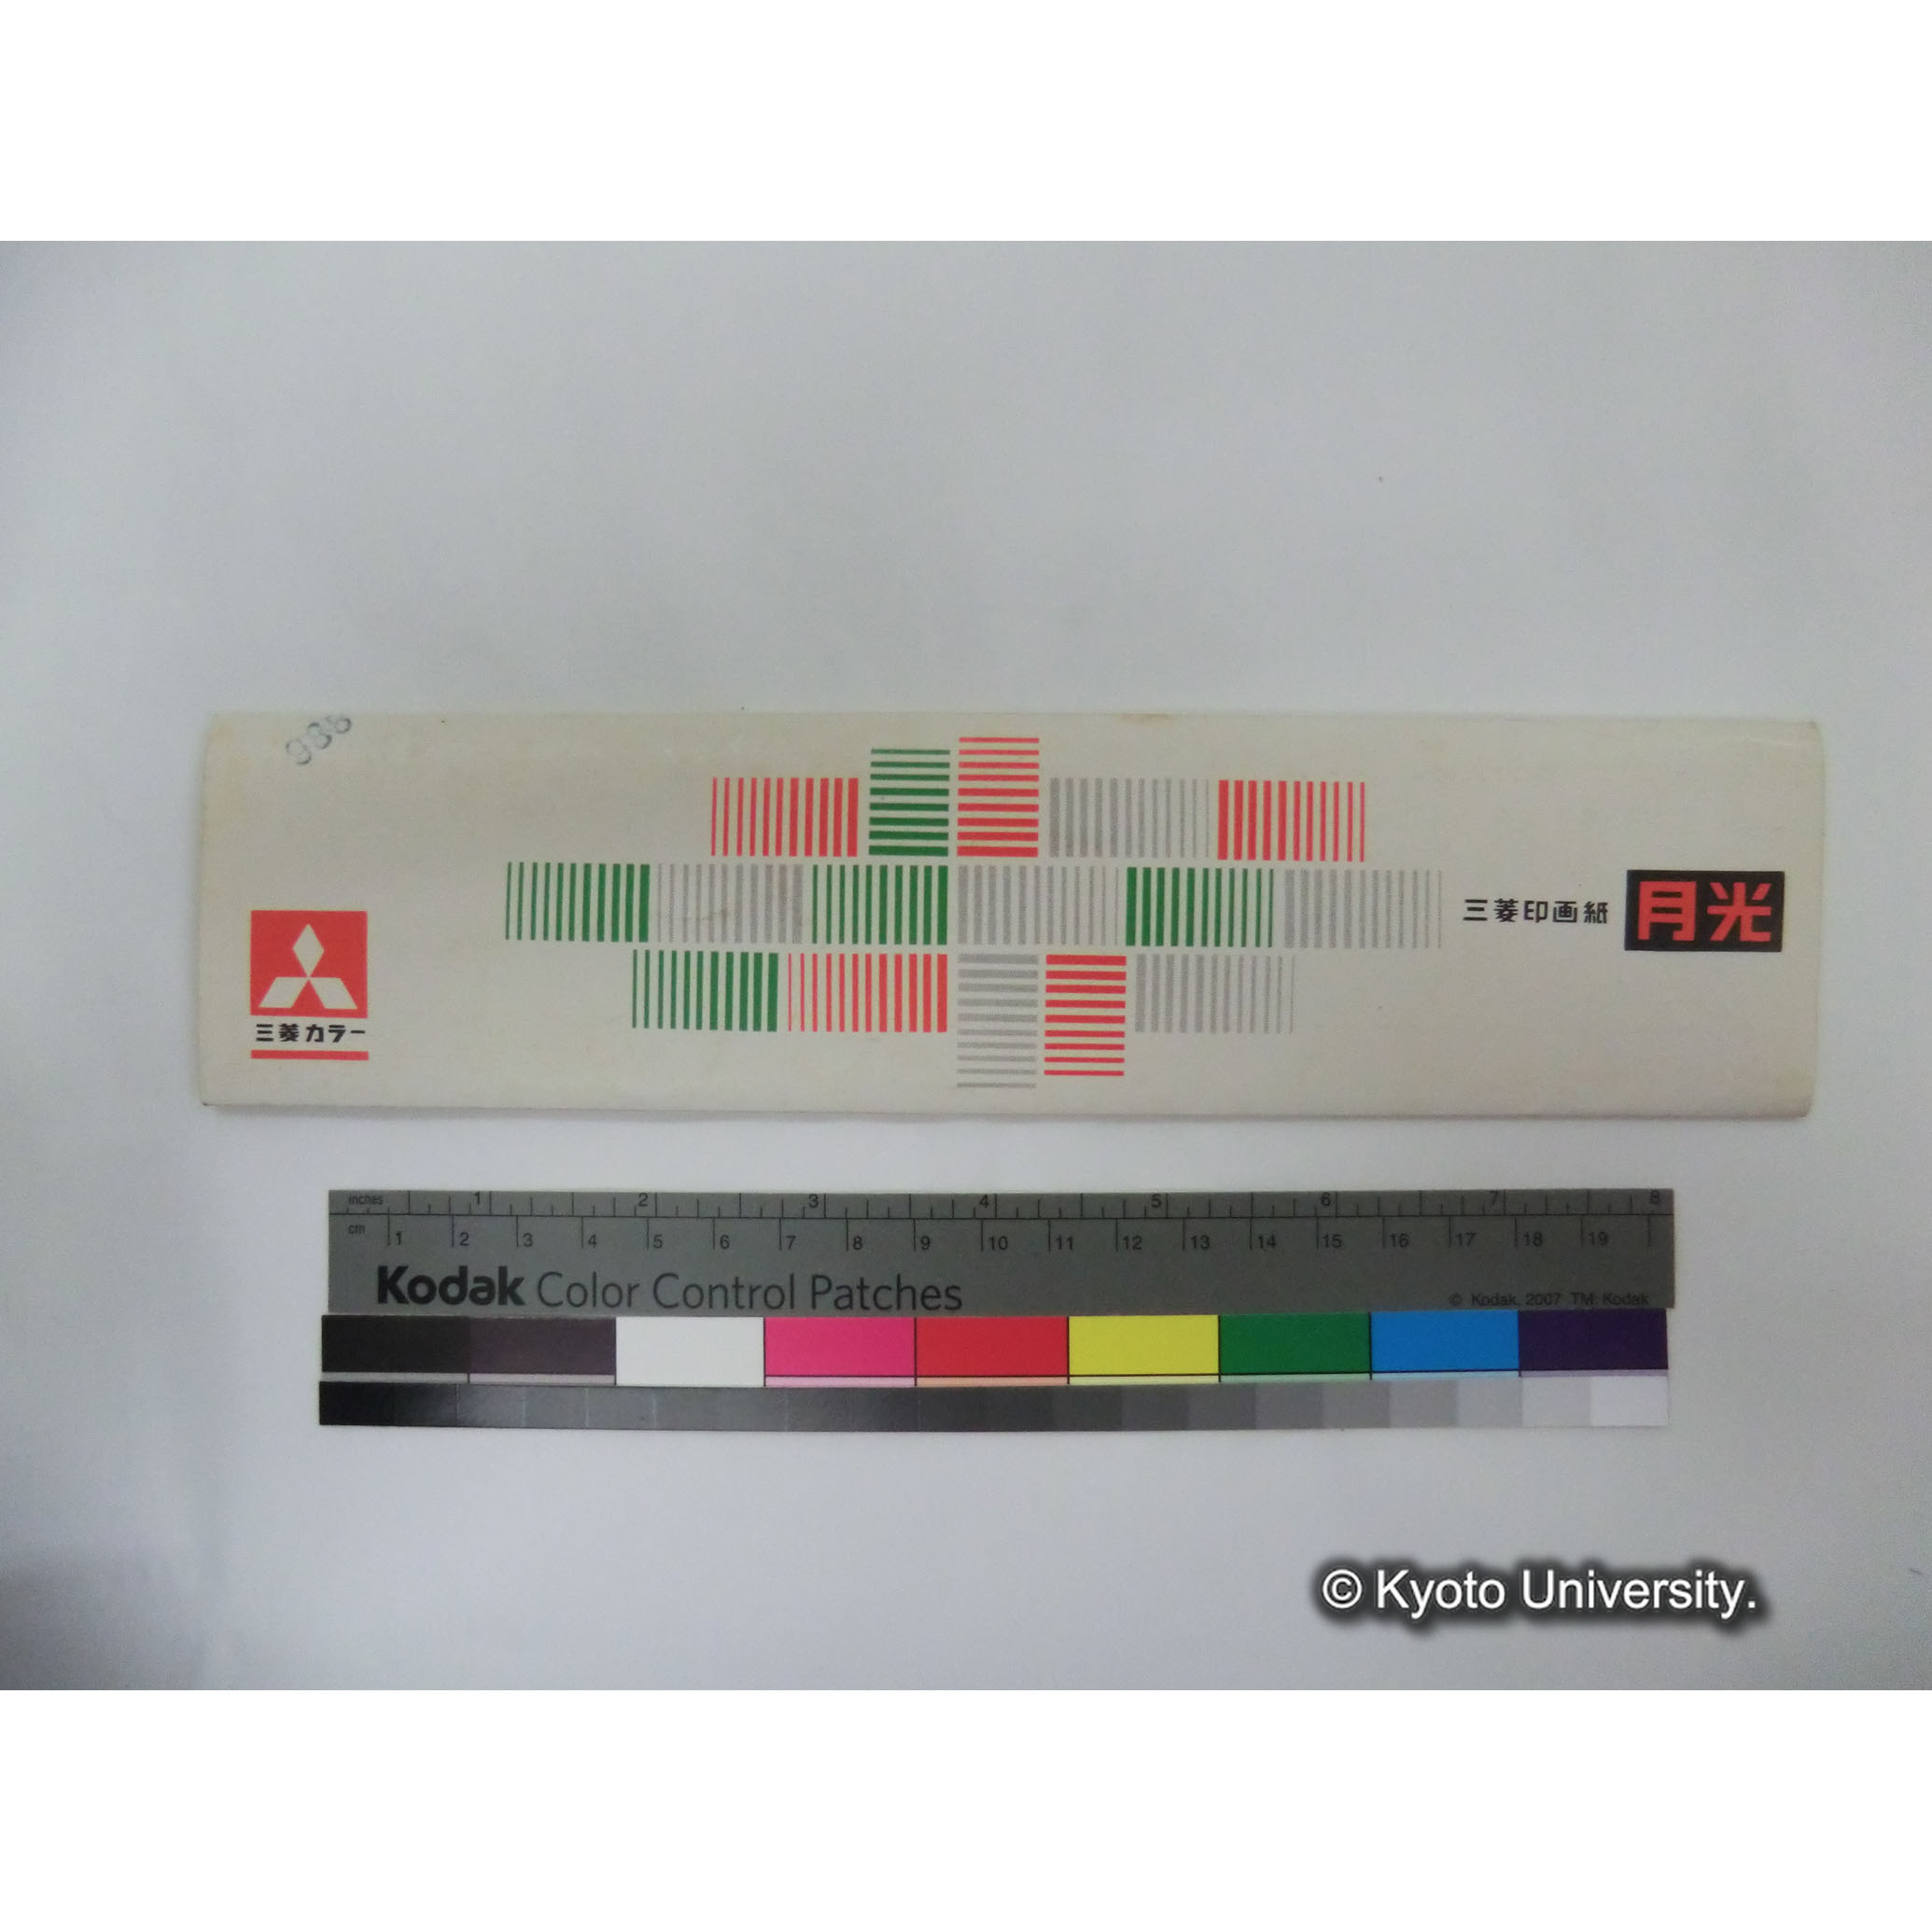 988
三菱印画紙 月光
三菱カラー
inches 1 2 3 4 5 6 7 8
cm 1 2 3 4 5 6 7 8 9 10 11 12 13 14 15 16 17 18 19
Kodak Color Control Patches
© Kodak, 2007 TM: Kodak
© Kyoto University.